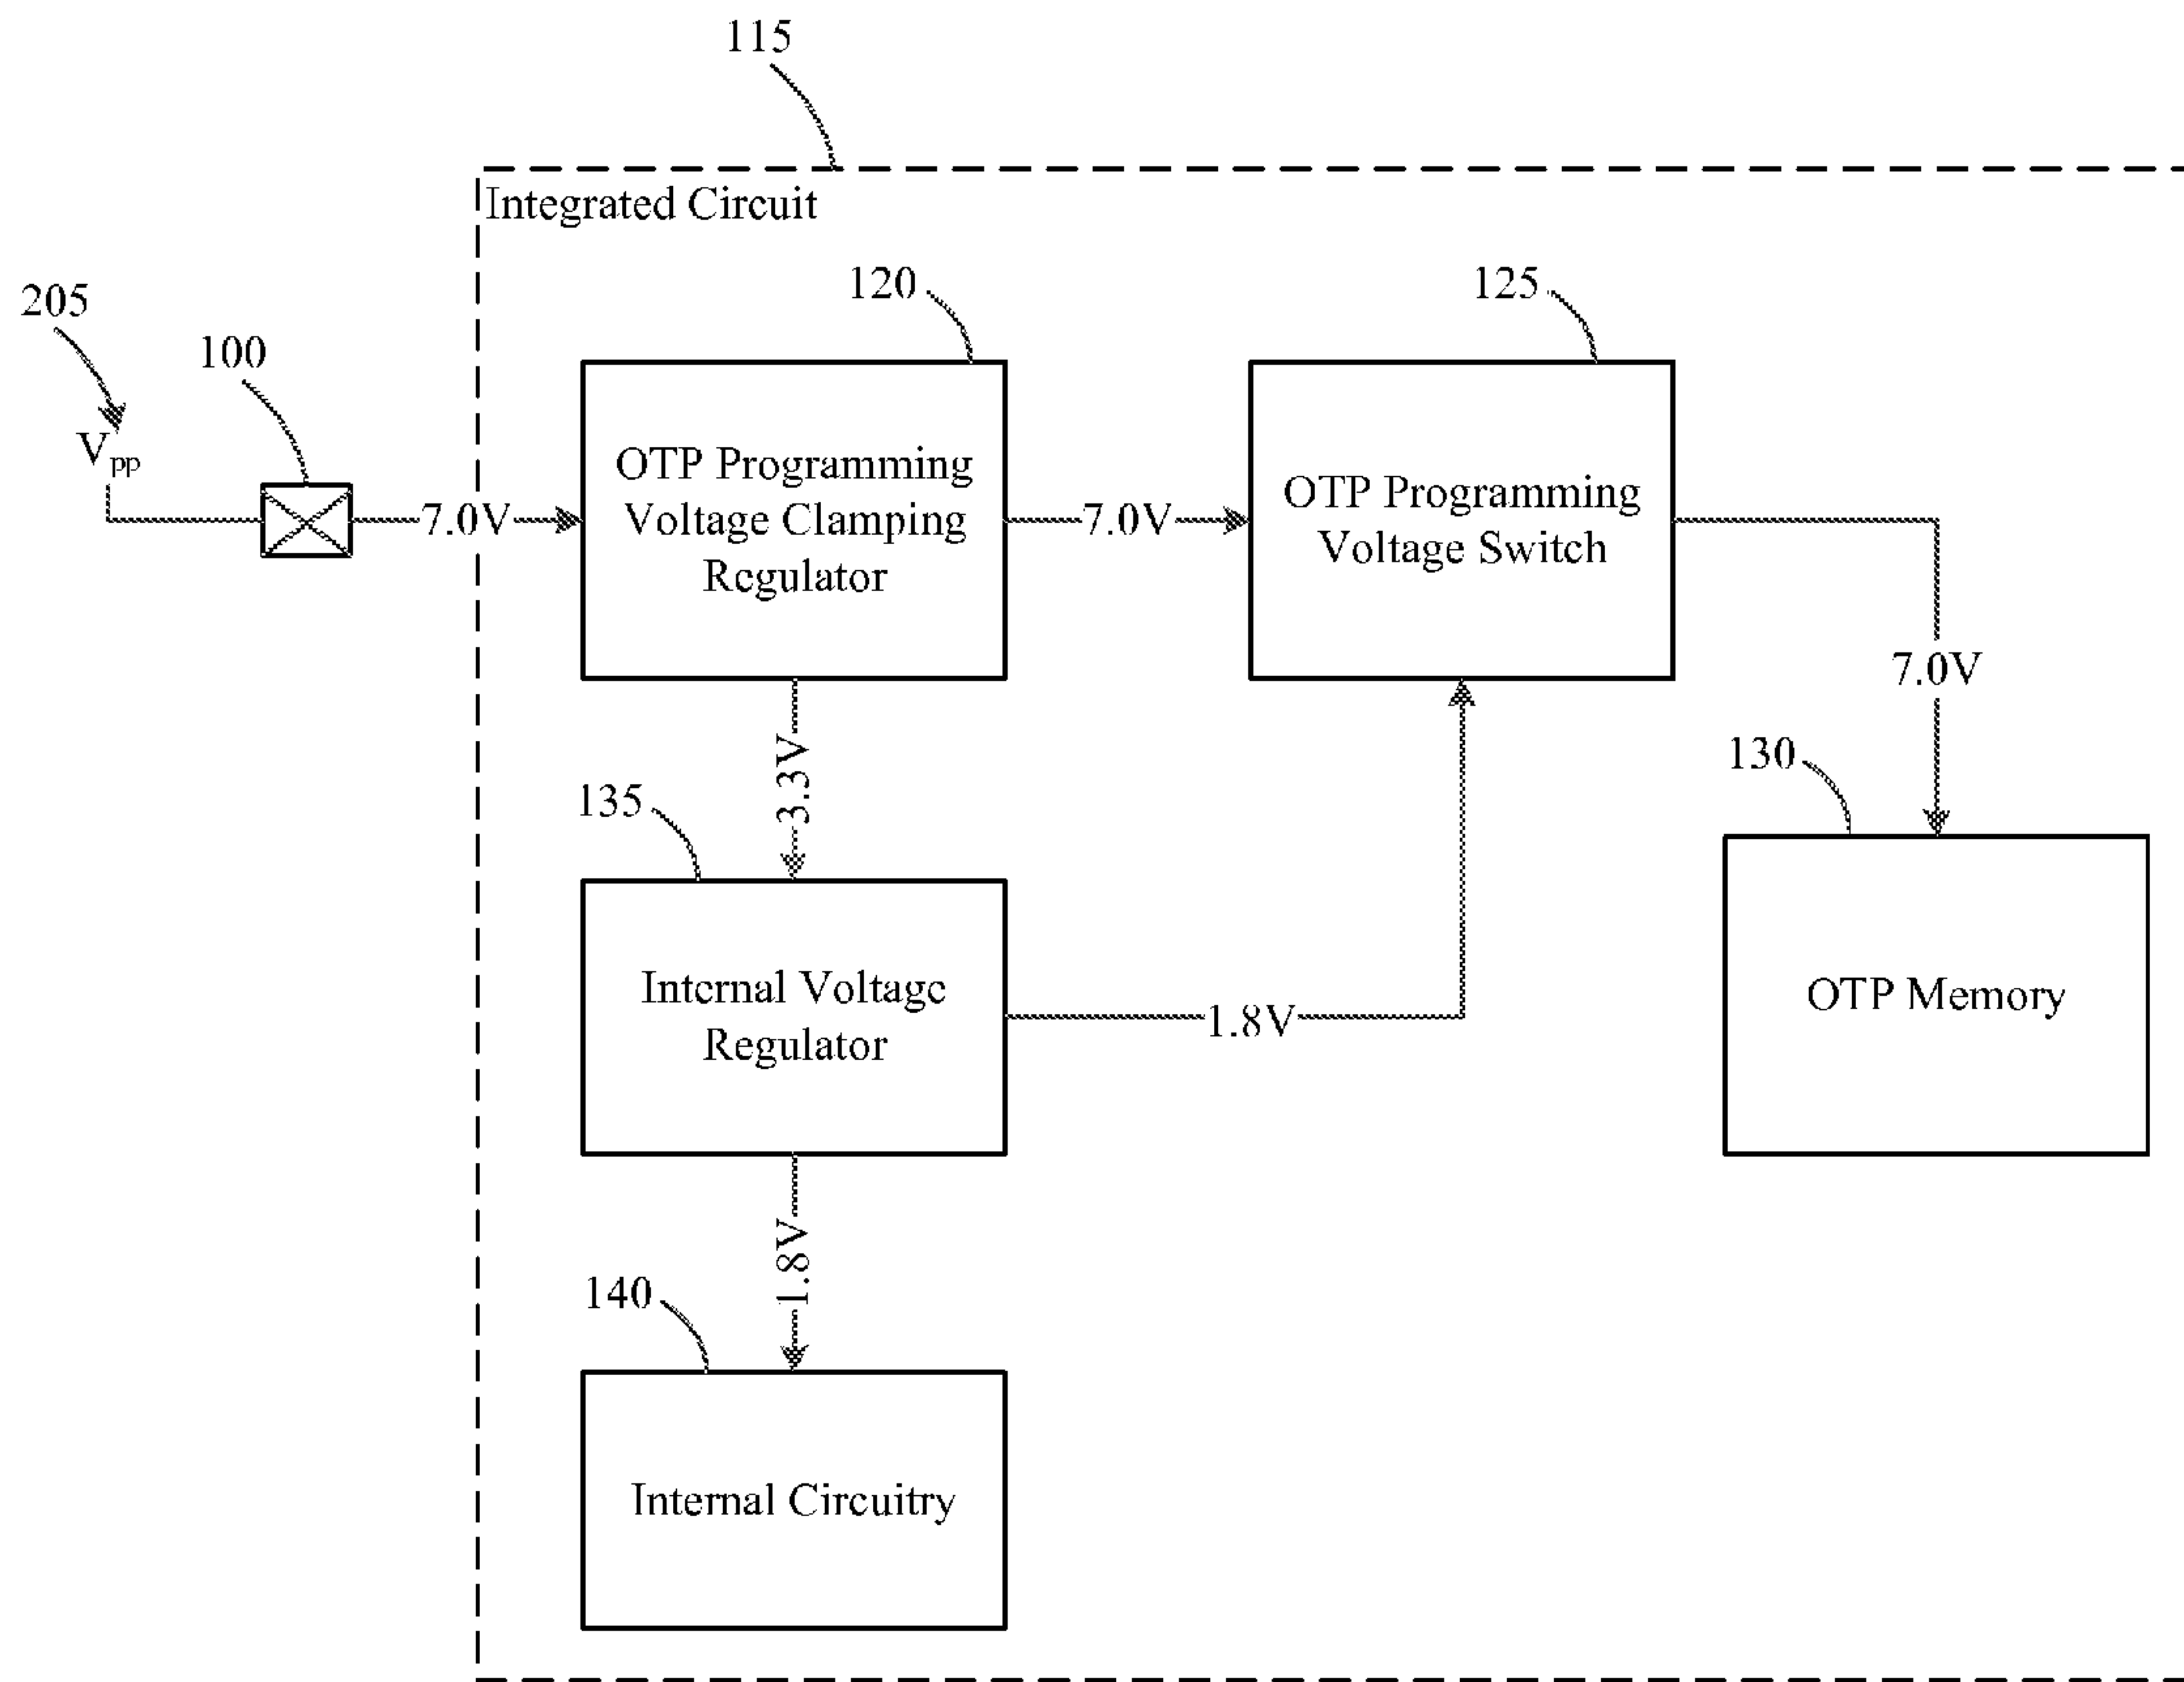 115
Integrated Circuit
205
100
120
125
V_pp
7.0V
OTP Programming
Voltage Clamping
Regulator
7.0V
OTP Programming
Voltage Switch
7.0V
3.3V
130
135
Internal Voltage
Regulator
1.8V
OTP Memory
1.8V
140
Internal Circuitry